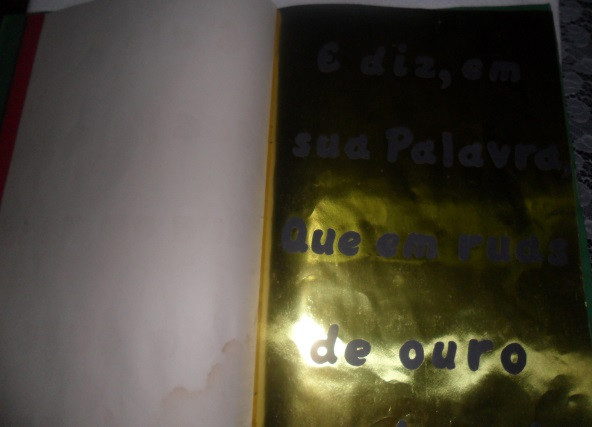 E diz, em
sua Palavra,
Que em ruas
de ouro